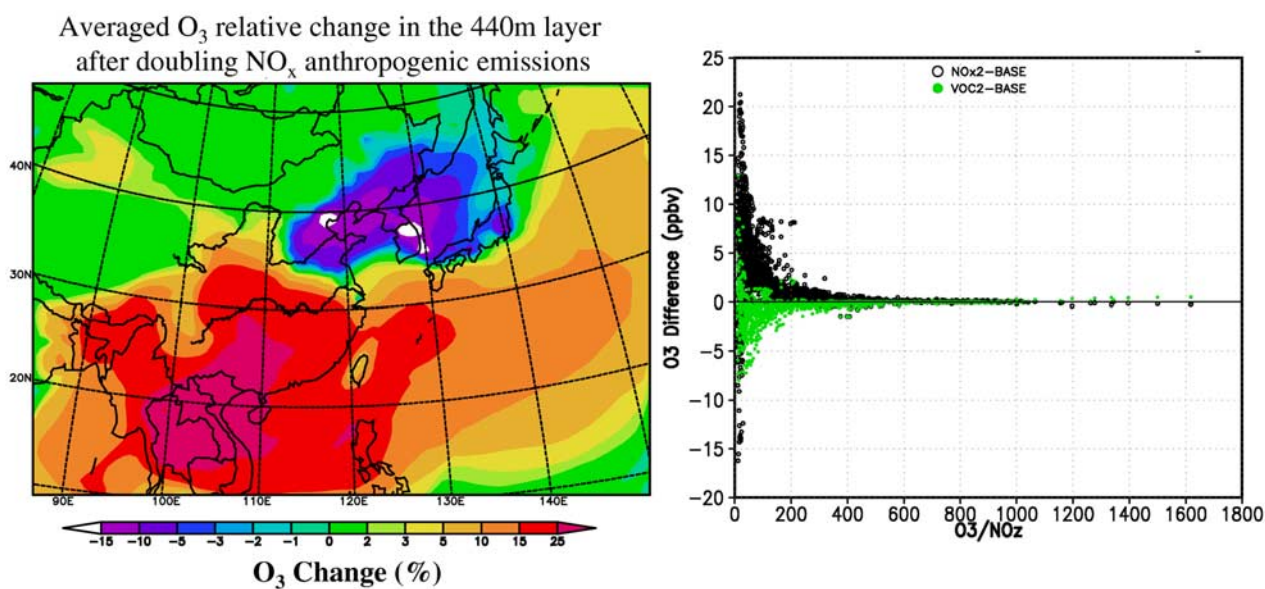 Averaged O₃ relative change in the 440m layer
after doubling NOₓ anthropogenic emissions
40N
30N
20N
90E 100E 110E 120E 130E 140E
-15 -10 -5 -3 -2 -1 0 2 3 5 10 15 25
O₃ Change (%)
25
20
15
10
5
0
-5
-10
-15
-20
O3 Difference (ppbv)
NOx2-BASE
VOC2-BASE
0 200 400 600 800 1000 1200 1400 1600 1800
O3/NOz